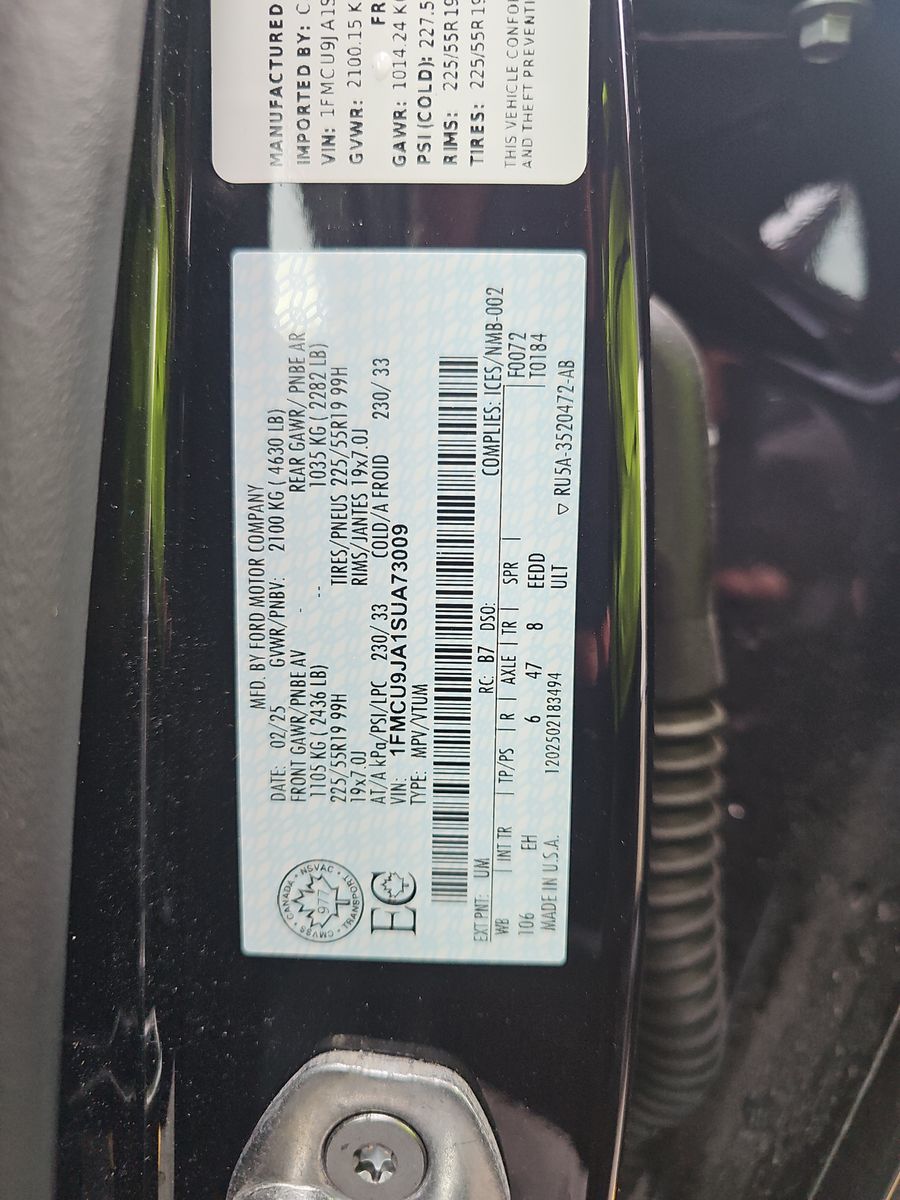 MANUFACTURED
IMPORTED BY: C
VIN: 1FMCU9JA1S
GVWR: 2100.15 K
FR
GAWR: 1014.24 K
PSI (COLD): 227.5
RIMS: 225/55R19
TIRES: 225/55R19
THIS VEHICLE CONFO
AND THEFT PREVENTI
MFD. BY FORD MOTOR COMPANY
DATE: 02/25 GVWR/PNBV: 2100 KG ( 4630 LB)
FRONT GAWR/PNBE AV - REAR GAWR/ PNBE AR
1105 KG ( 2436 LB) -- 1035 KG ( 2282 LB)
225/55R19 99H TIRES/PNEUS 225/55R19 99H
19x7.0J RIMS/JANTES 19x7.0J
AT/A kPa/PSI/LPC 230/ 33 COLD/A FROID 230/ 33
VIN: 1FMCU9JA1SUA73009
TYPE: MPV/VTUM
CANADA • NSVAC • TRANSPORT • CMVSS •
977
EC
EXT PNT: UM RC: B7 DSO: COMPLIES: ICES/NMB-002
WB | INT TR | TP/PS | R | AXLE | TR | SPR | F0072
106 EH 6 47 8 EEDD | T0184
ULT
MADE IN U.S.A. 1202502183494 ▽ RU5A-3520472-AB